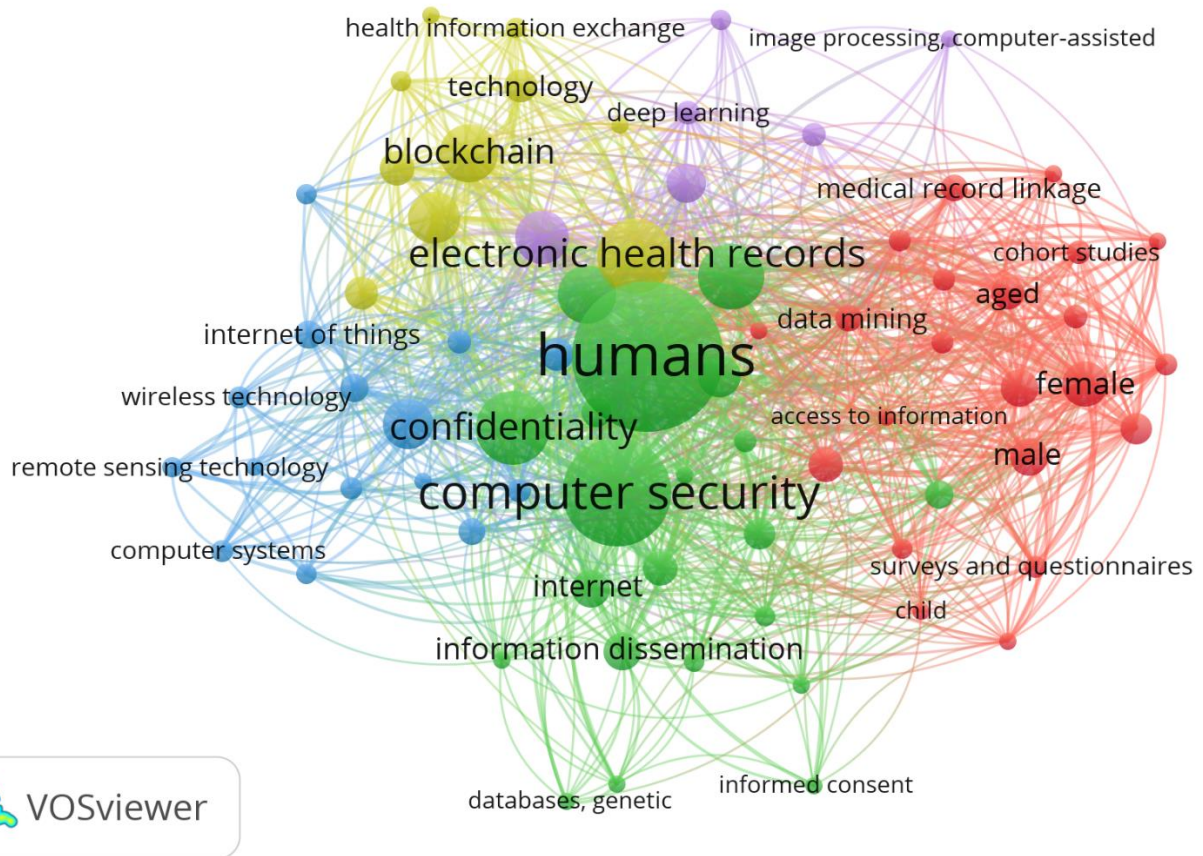 health information exchange
image processing, computer-assisted
technology
deep learning
blockchain
medical record linkage
electronic health records
cohort studies
aged
data mining
internet of things
humans
female
wireless technology
access to information
confidentiality
male
remote sensing technology
computer security
computer systems
surveys and questionnaires
internet
child
information dissemination
informed consent
databases, genetic
VOSviewer